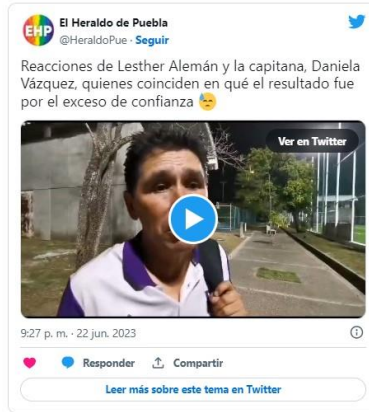 EHP
El Heraldo de Puebla
@HeraldoPue · Seguir
Reacciones de Lesther Alemán y la capitana, Daniela
Vázquez, quienes coinciden en qué el resultado fue
por el exceso de confianza 😓
Ver en Twitter
9:27 p. m. · 22 jun. 2023
Responder
Compartir
Leer más sobre este tema en Twitter